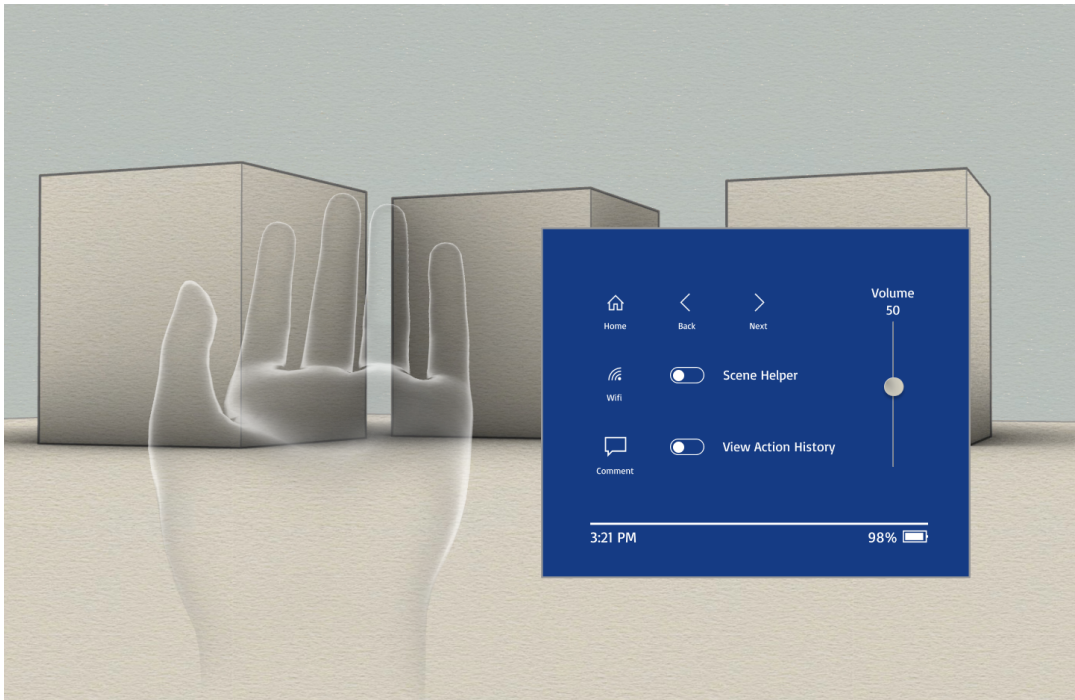 Volume
50
Home
Back
Next
Wifi
Scene Helper
Comment
View Action History
3:21 PM
98%